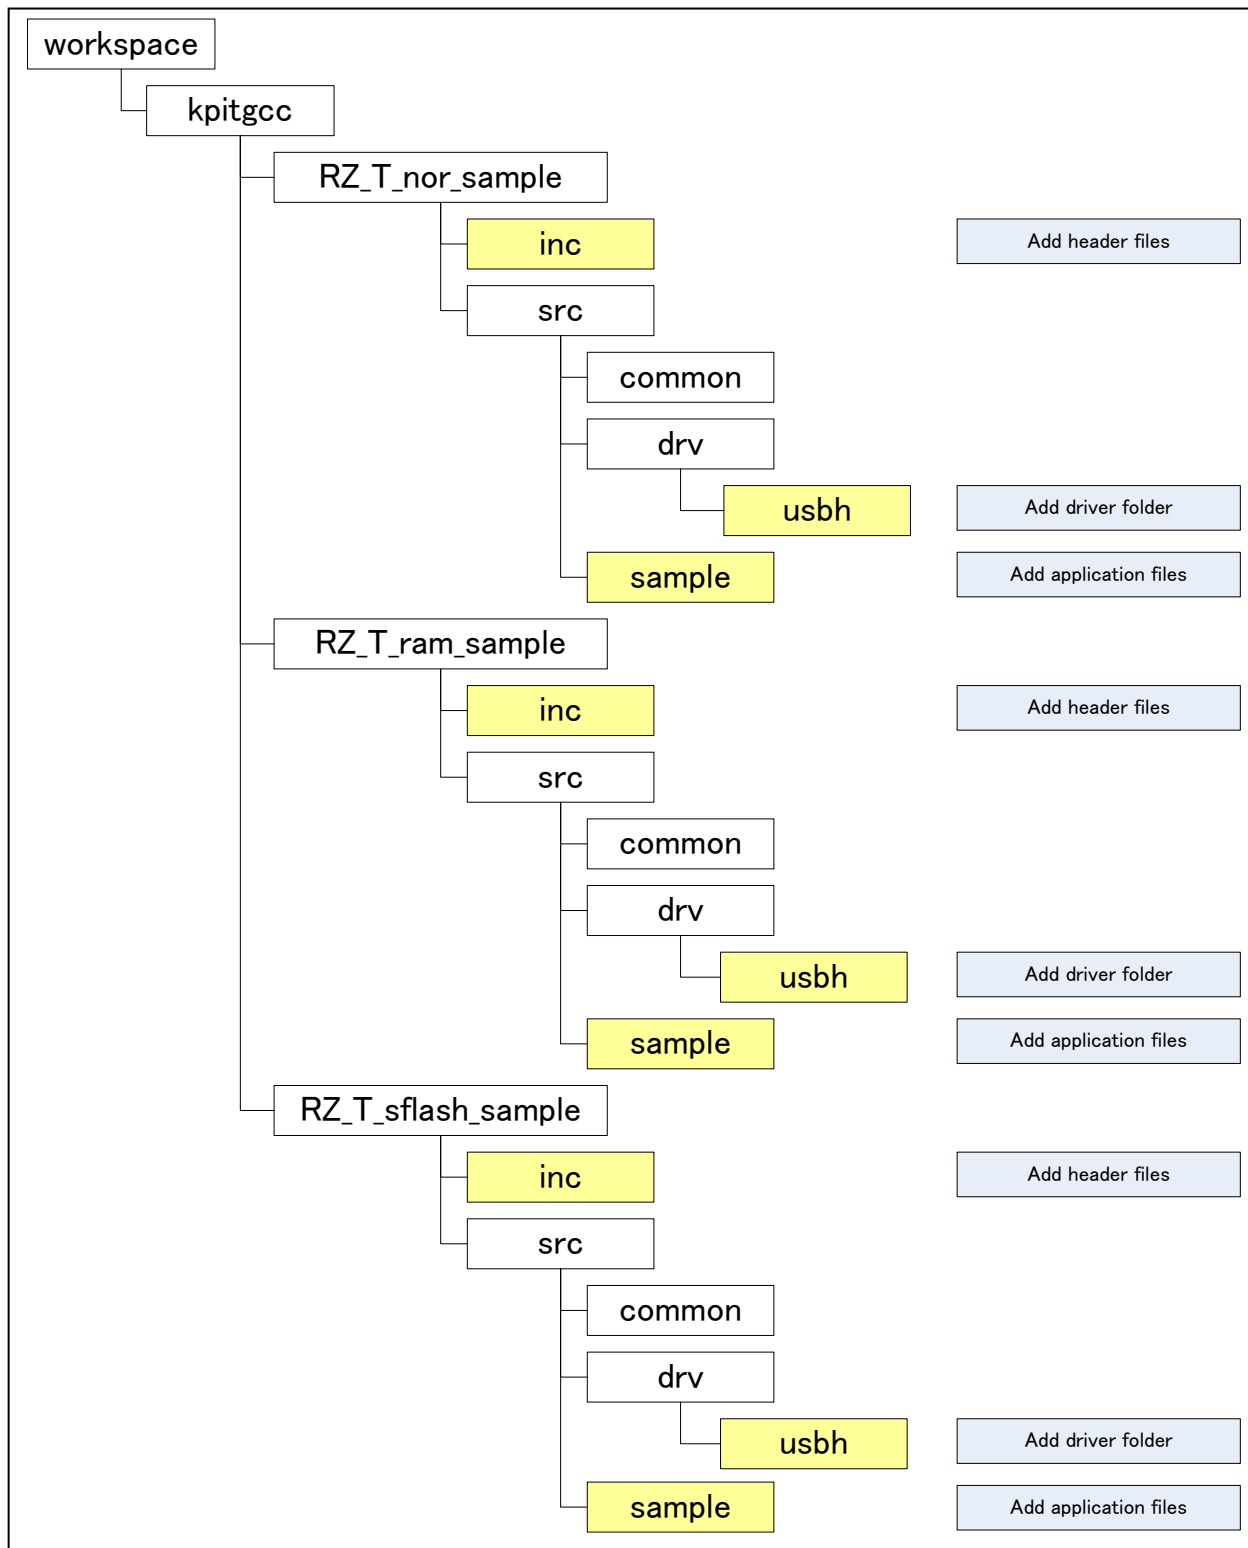 workspace
kpitgcc
RZ_T_nor_sample
inc
Add header files
src
common
drv
usbh
Add driver folder
sample
Add application files
RZ_T_ram_sample
inc
Add header files
src
common
drv
usbh
Add driver folder
sample
Add application files
RZ_T_sflash_sample
inc
Add header files
src
common
drv
usbh
Add driver folder
sample
Add application files